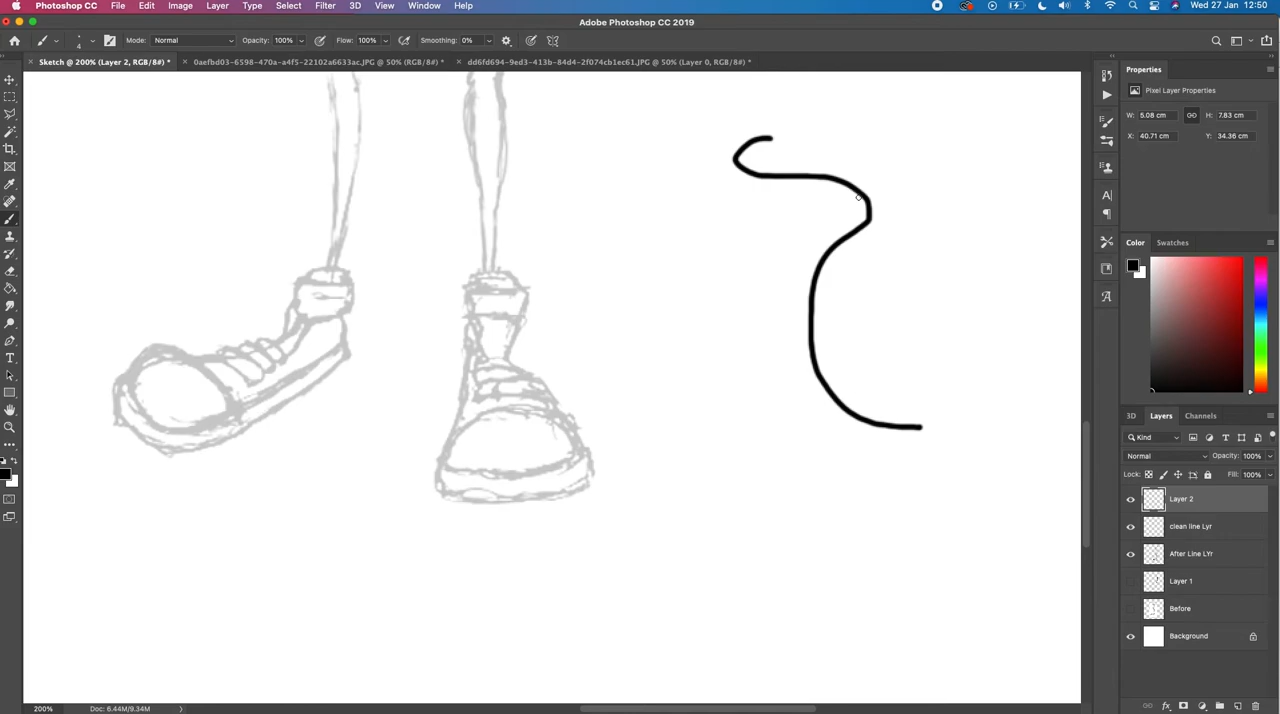 Photoshop CC File Edit Image Layer Type Select Filter 3D View Window Help Wed 27 Jan 12:50
Adobe Photoshop CC 2019
4 Mode: Normal Opacity: 100% Flow: 100% Smoothing: 0%
Sketch @ 200% (Layer 2, RGB/8#) * 0aefbd03-6598-470a-a4f5-22102a6633ac.JPG @ 50% (RGB/8#) * dd6fd694-9ed3-413b-84d4-2f074cb1ec61.JPG @ 50% (Layer 0, RGB/8#) *
Properties
Pixel Layer Properties
W: 5.08 cm H: 7.83 cm
X: 40.71 cm Y: 34.36 cm
Color Swatches
3D Layers Channels
Kind
Normal Opacity: 100%
Lock: Fill: 100%
Layer 2
clean line Lyr
After Line LYr
Layer 1
Before
Background
200% Doc: 6.44M/9.34M